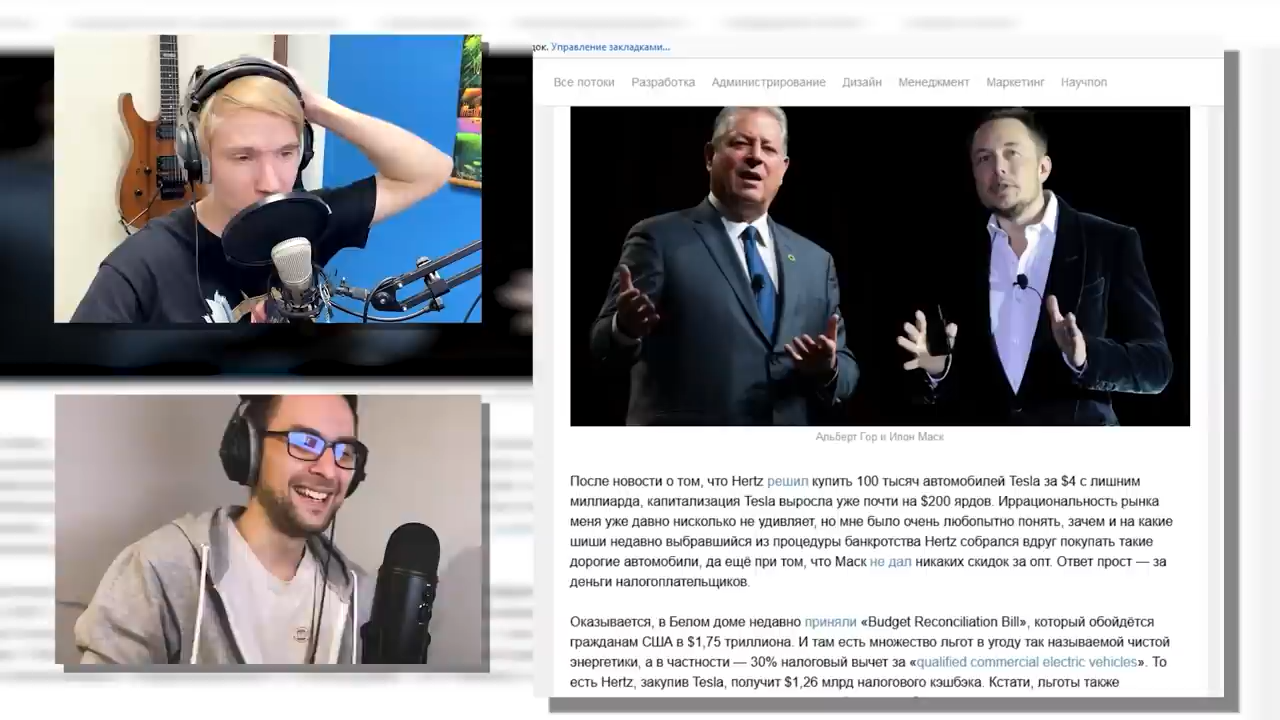 док. Управление закладками...
Все потоки Разработка Администрирование Дизайн Менеджмент Маркетинг Научпоп
Альберт Гор и Илон Маск
После новости о том, что Hertz решил купить 100 тысяч автомобилей Tesla за $4 с лишним
миллиарда, капитализация Tesla выросла уже почти на $200 ярдов. Иррациональность рынка
меня уже давно нисколько не удивляет, но мне было очень любопытно понять, зачем и на какие
шиши недавно выбравшийся из процедуры банкротства Hertz собрался вдруг покупать такие
дорогие автомобили, да ещё при том, что Маск не дал никаких скидок за опт. Ответ прост — за
деньги налогоплательщиков.
Оказывается, в Белом доме недавно приняли «Budget Reconciliation Bill», который обойдётся
гражданам США в $1,75 триллиона. И там есть множество льгот в угоду так называемой чистой
энергетики, а в частности — 30% налоговый вычет за «qualified commercial electric vehicles». То
есть Hertz, закупив Tesla, получит $1,26 млрд налогового кэшбэка. Кстати, льготы также